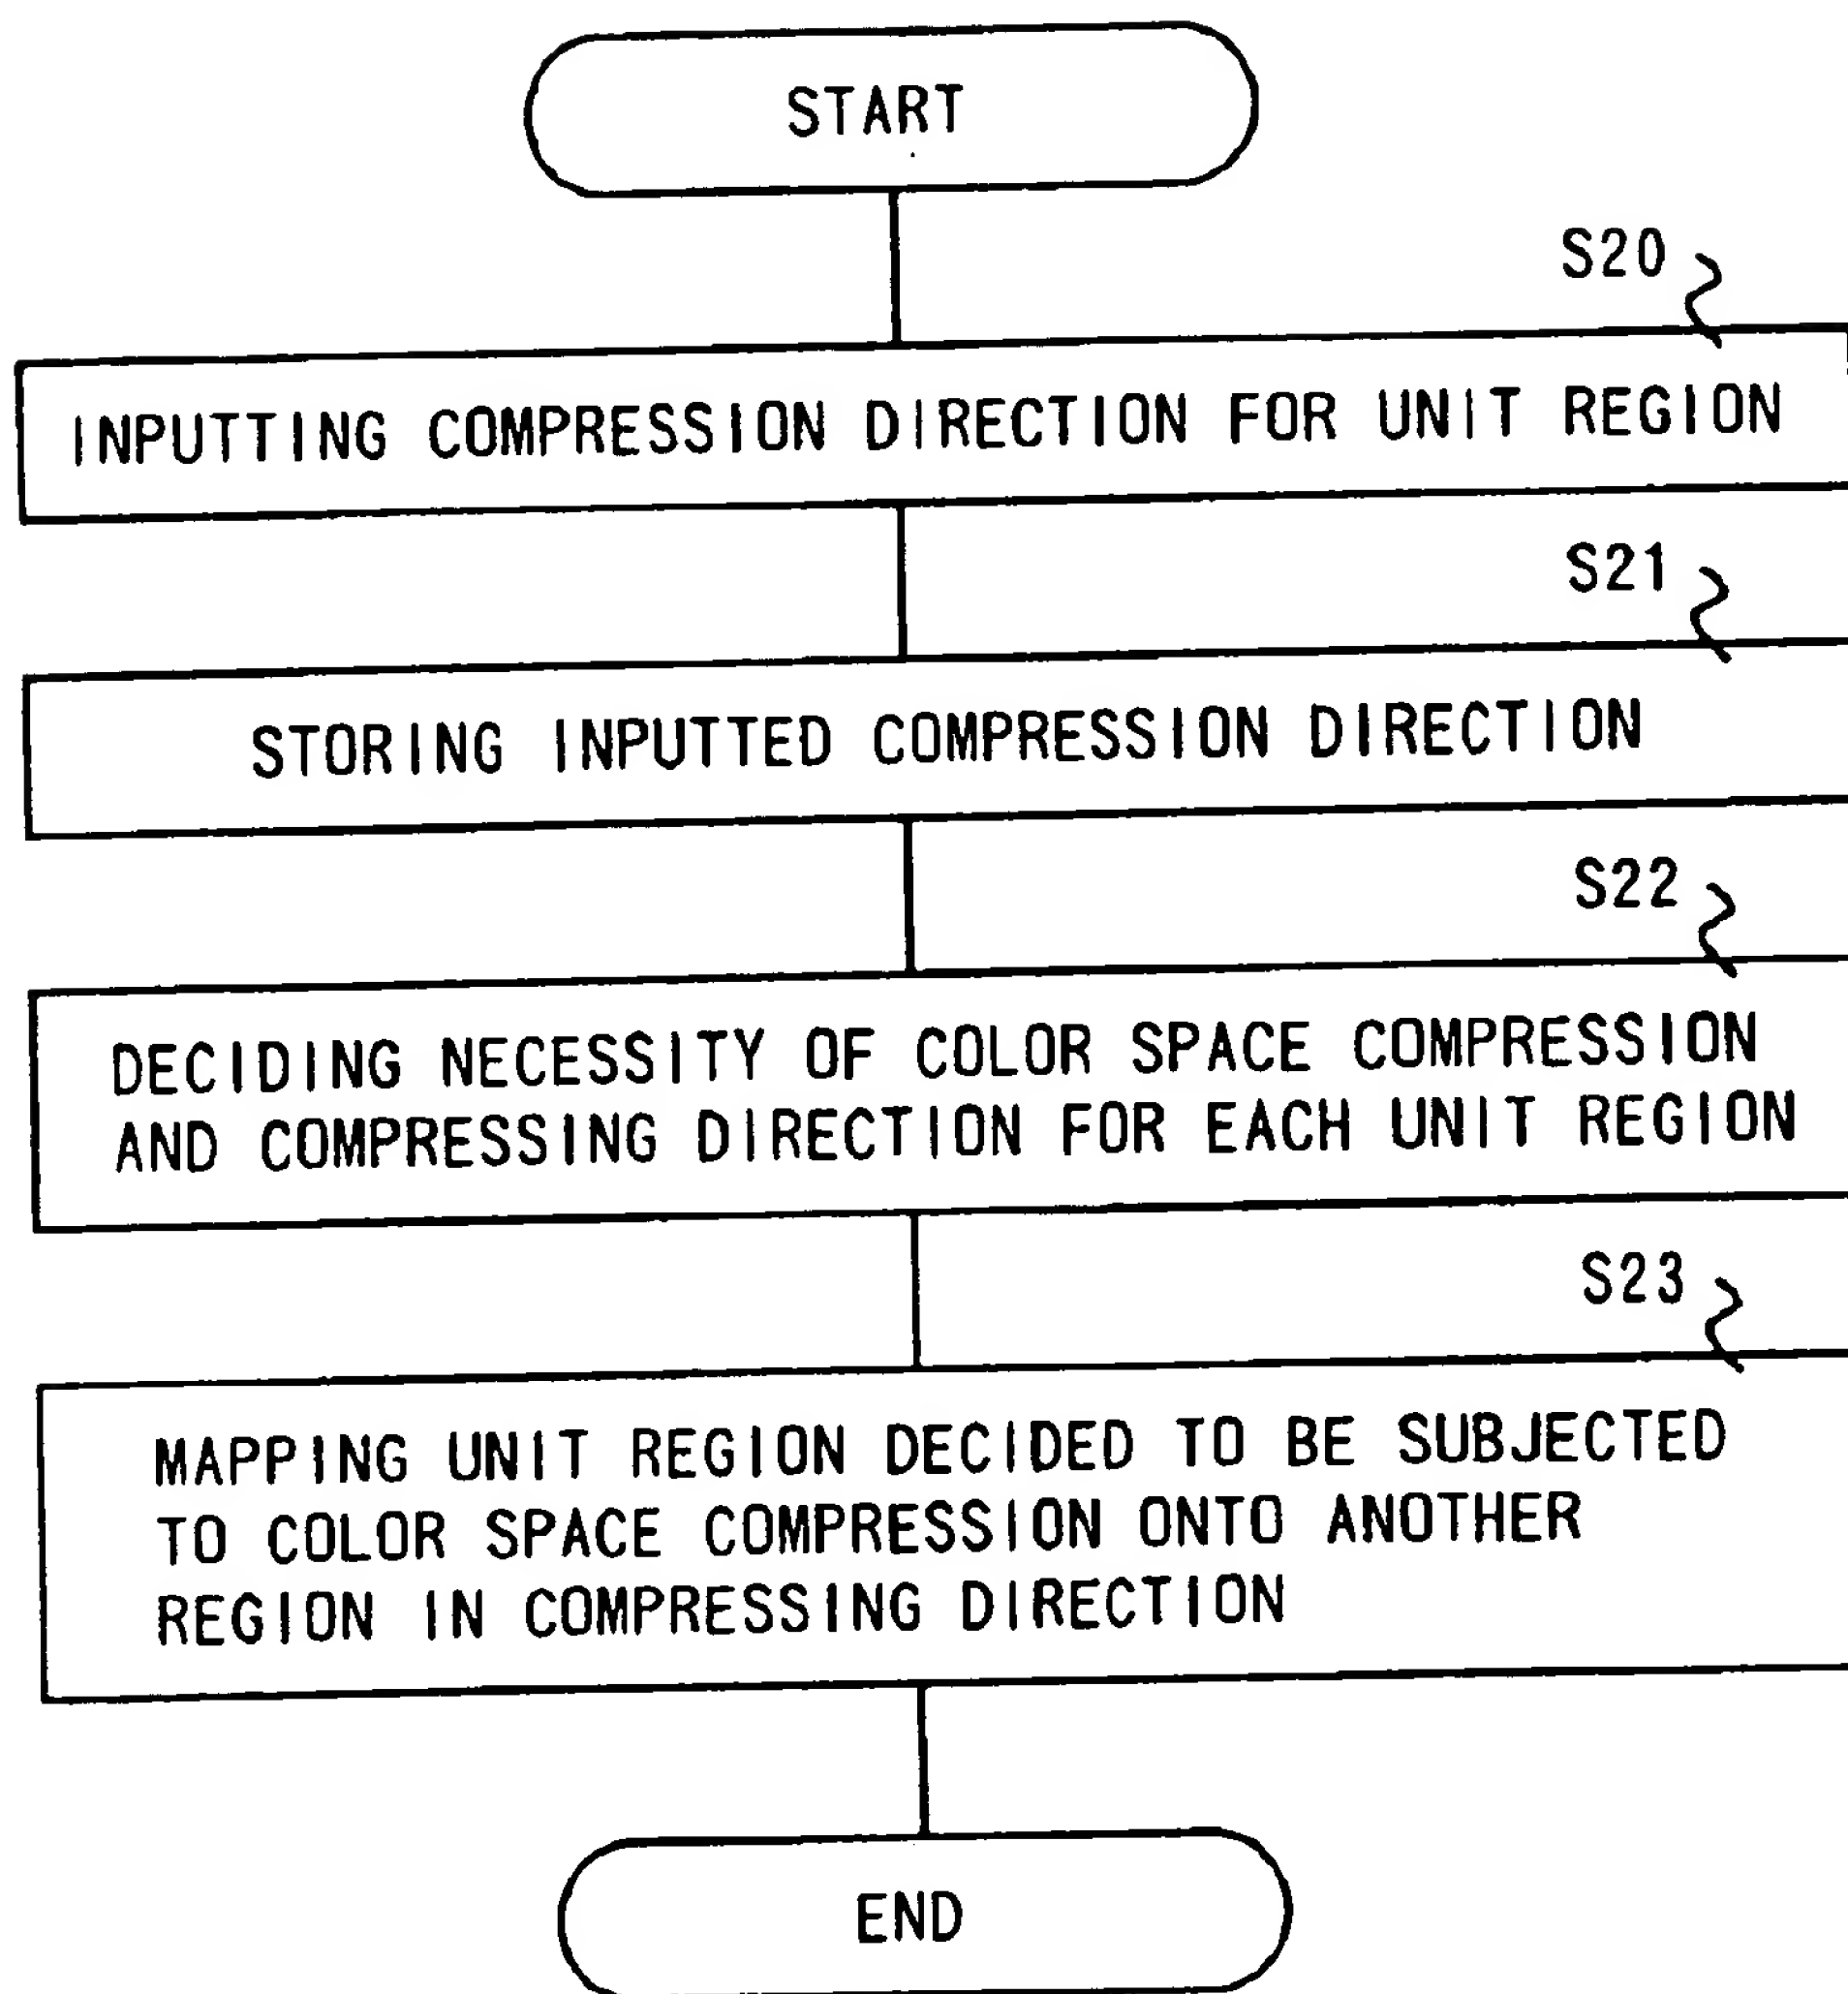 START
S20
INPUTTING COMPRESSION DIRECTION FOR UNIT REGION
S21
STORING INPUTTED COMPRESSION DIRECTION
S22
DECIDING NECESSITY OF COLOR SPACE COMPRESSION
AND COMPRESSING DIRECTION FOR EACH UNIT REGION
S23
MAPPING UNIT REGION DECIDED TO BE SUBJECTED
TO COLOR SPACE COMPRESSION ONTO ANOTHER
REGION IN COMPRESSING DIRECTION
END